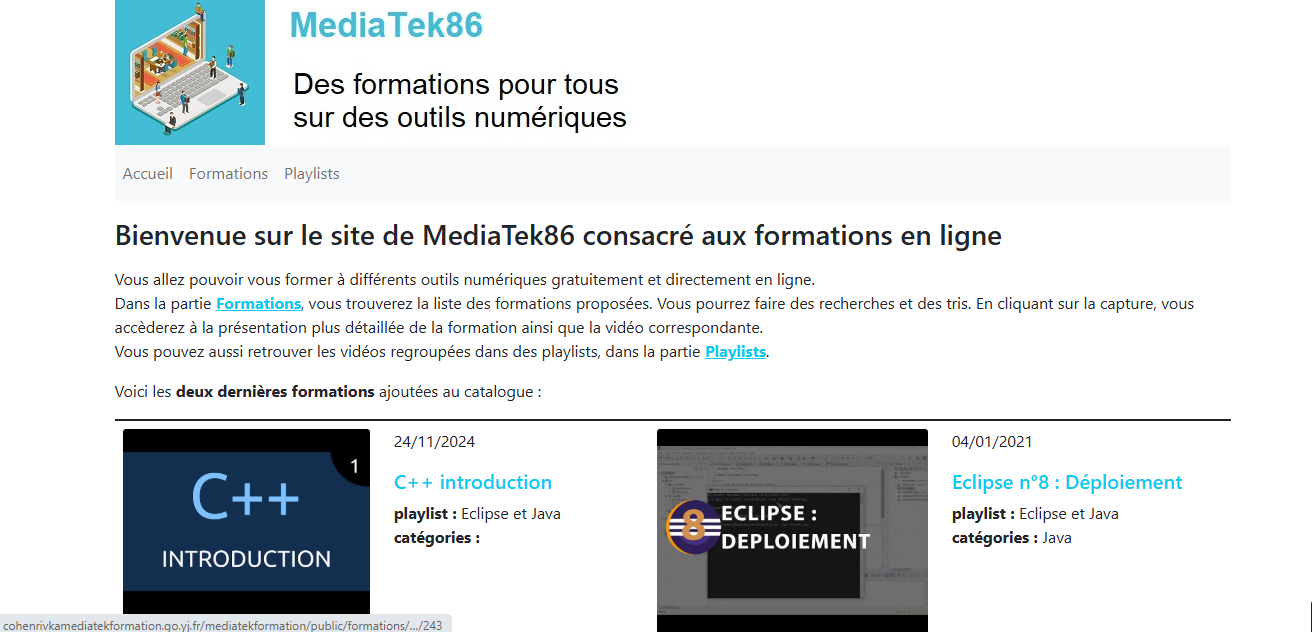 MediaTek86
Des formations pour tous
sur des outils numériques
Accueil Formations Playlists
Bienvenue sur le site de MediaTek86 consacré aux formations en ligne
Vous allez pouvoir vous former à différents outils numériques gratuitement et directement en ligne.
Dans la partie Formations, vous trouverez la liste des formations proposées. Vous pourrez faire des recherches et des tris. En cliquant sur la capture, vous
accèderez à la présentation plus détaillée de la formation ainsi que la vidéo correspondante.
Vous pouvez aussi retrouver les vidéos regroupées dans des playlists, dans la partie Playlists.
Voici les deux dernières formations ajoutées au catalogue :
1
C++
INTRODUCTION
24/11/2024
C++ introduction
playlist : Eclipse et Java
catégories :
8
ECLIPSE :
DEPLOIEMENT
04/01/2021
Eclipse n°8 : Déploiement
playlist : Eclipse et Java
catégories : Java
cohenrivkamediatekformation.go.yj.fr/mediatekformation/public/formations/.../243